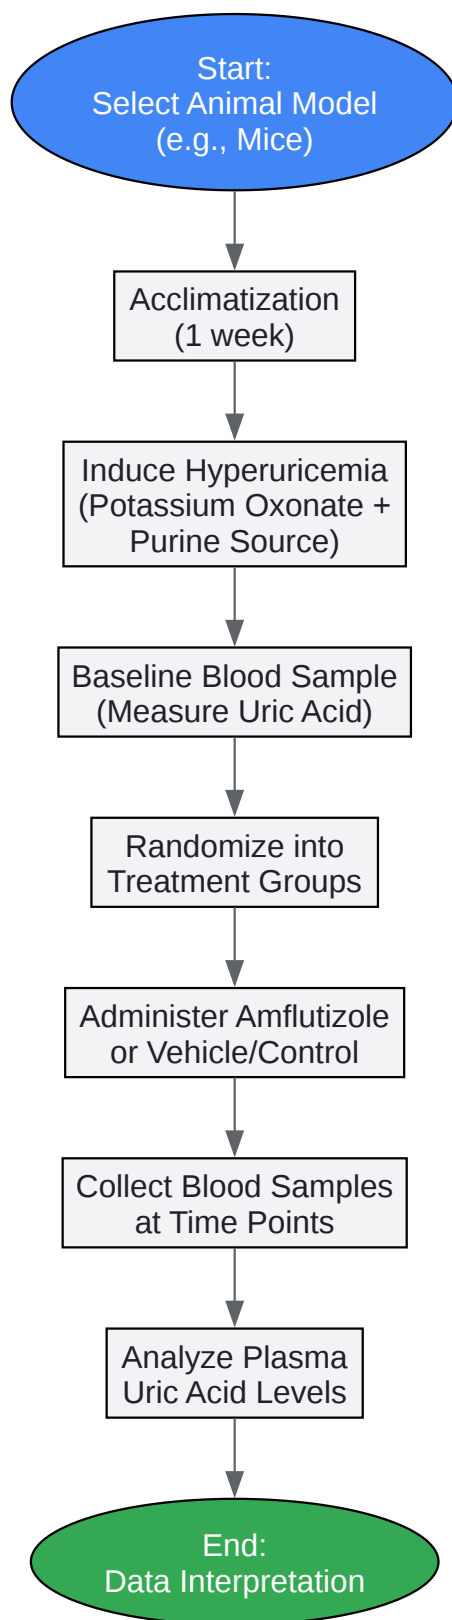 Start:
Select Animal Model
(e.g., Mice)
Acclimatization
(1 week)
Induce Hyperuricemia
(Potassium Oxonate +
Purine Source)
Baseline Blood Sample
(Measure Uric Acid)
Randomize into
Treatment Groups
Administer Amflutizole
or Vehicle/Control
Collect Blood Samples
at Time Points
Analyze Plasma
Uric Acid Levels
End:
Data Interpretation